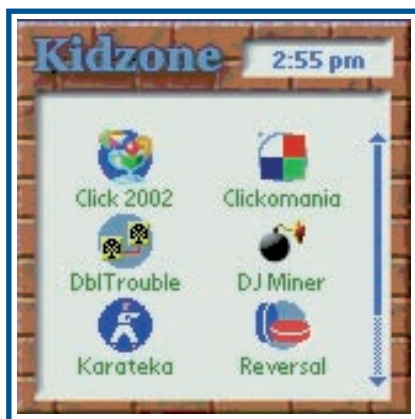 Kidzone 2:55 pm
Click 2002 Clickomania
DblTrouble DJ Miner
Karateka Reversal